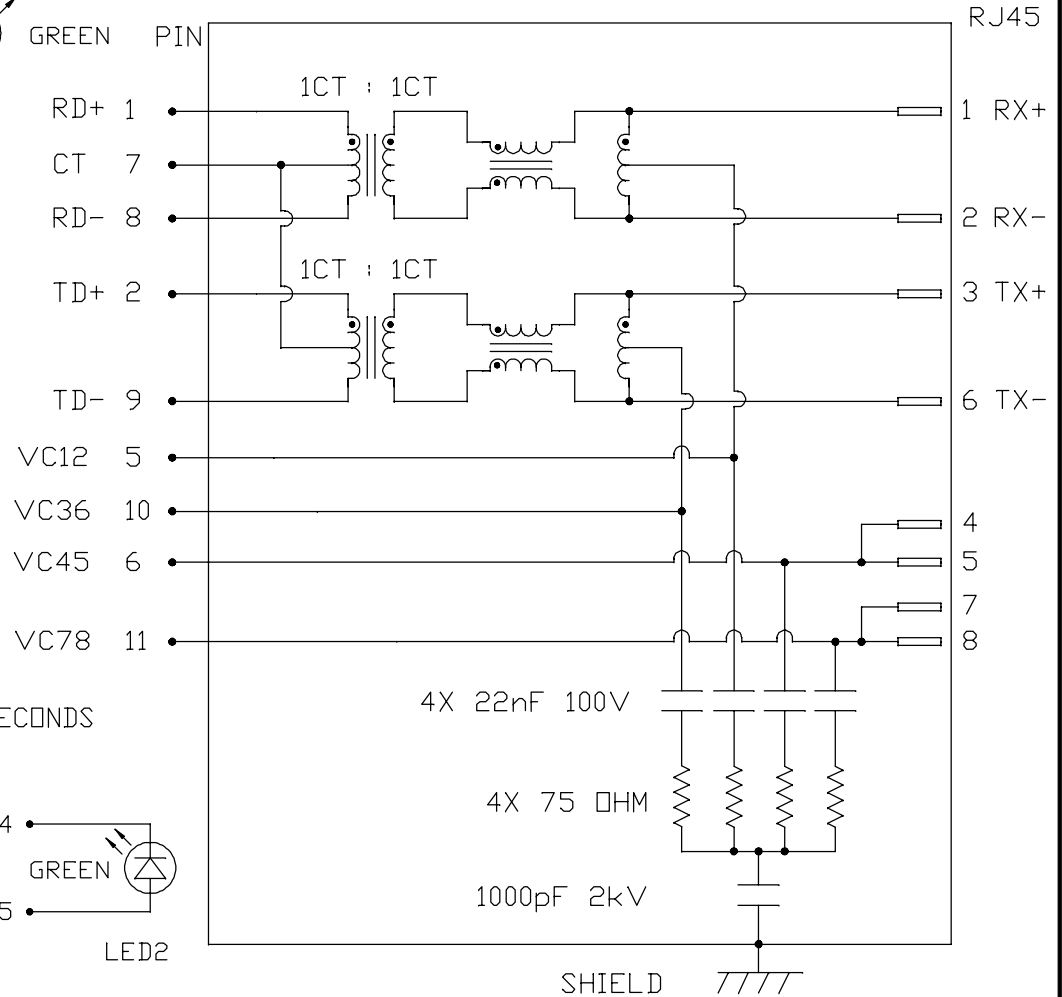 RJ45
GREEN PIN
1CT : 1CT
RD+ 1
1 RX+
CT 7
RD- 8
2 RX-
1CT : 1CT
TD+ 2
3 TX+
TD- 9
6 TX-
VC12 5
VC36 10
4
VC45 6
5
7
VC78 11
8
4X 22nF 100V
ECONDS
4X 75 OHM
4
GREEN
1000pF 2kV
5
LED2
SHIELD